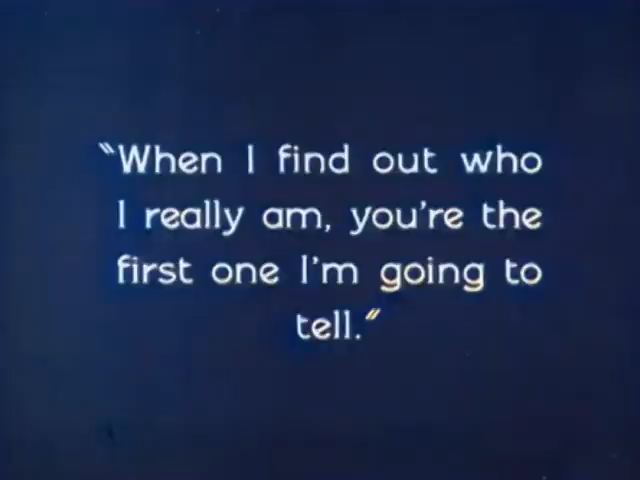 "When I find out who
I really am, you're the
first one I'm going to
tell."